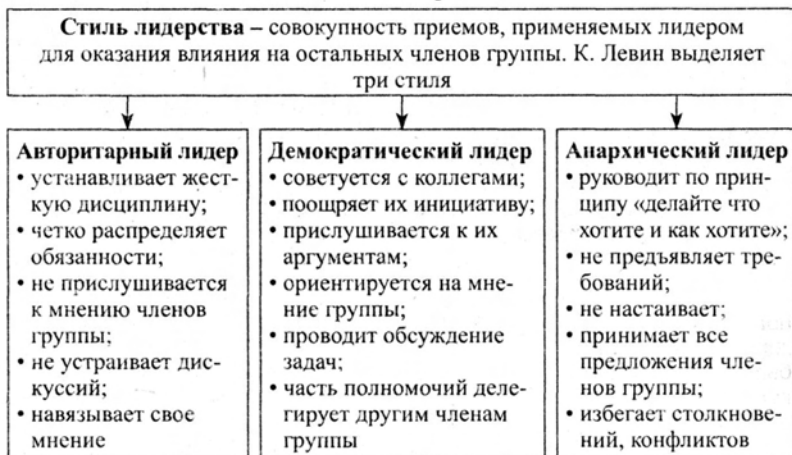 Стиль лидерства – совокупность приемов, применяемых лидером
для оказания влияния на остальных членов группы. К. Левин выделяет
три стиля
Авторитарный лидер
• устанавливает жест-
кую дисциплину;
• четко распределяет
обязанности;
• не прислушивается
к мнению членов
группы;
• не устраивает дис-
куссий;
• навязывает свое
мнение
Демократический лидер
• советуется с коллегами;
• поощряет их инициативу;
• прислушивается к их
аргументам;
• ориентируется на мне-
ние группы;
• проводит обсуждение
задач;
• часть полномочий деле-
гирует другим членам
группы
Анархический лидер
• руководит по прин-
ципу «делайте что
хотите и как хотите»;
• не предъявляет тре-
бований;
• не настаивает;
• принимает все
предложения чле-
нов группы;
• избегает столкнове-
ний, конфликтов